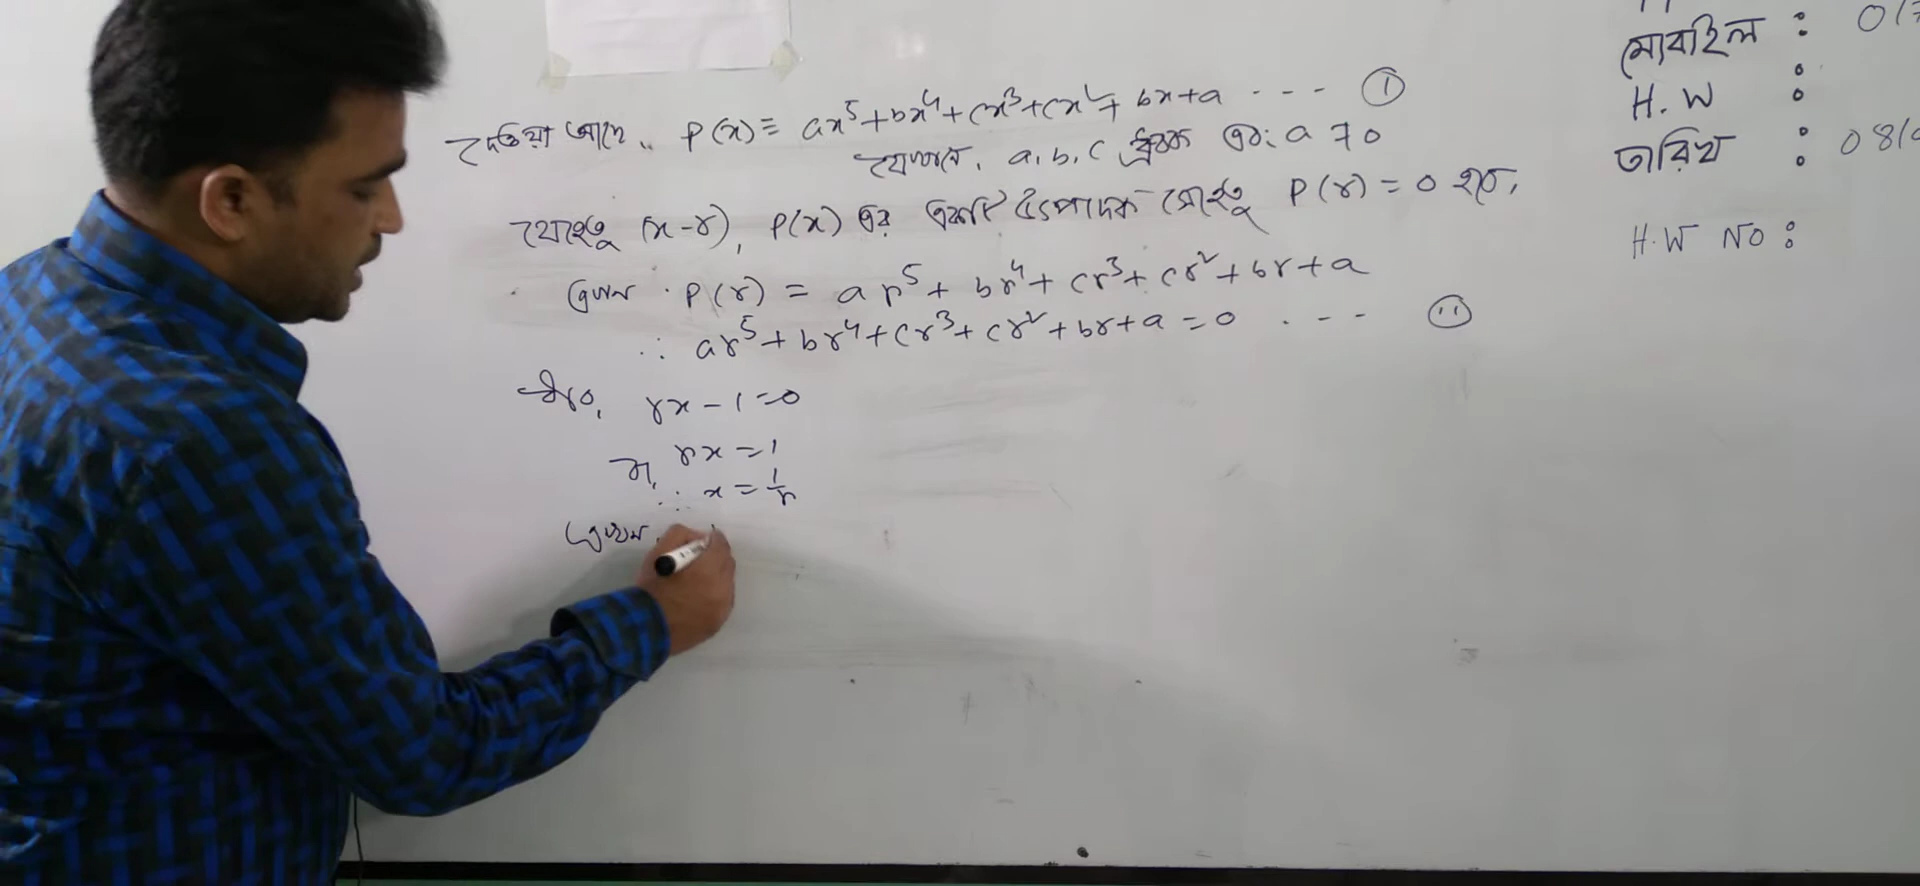 দেওয়া আছে, P(x) = ax⁵+bx⁴+cx³+cx²+bx+a --- (i)
যেখানে, a, b, c ধ্রুবক এবং a ≠ 0
যেহেতু (x-r), P(x) এর একটি উৎপাদক সেহেতু P(r) = 0 হবে,
এখন P(r) = ar⁵ + br⁴ + cr³ + cr² + br + a
∴ ar⁵ + br⁴ + cr³ + cr² + br + a = 0 --- (ii)
ধরি, rx - 1 = 0
বা, rx = 1
∴ x = 1/r
এখন,
মোবাইল : 01
H.W :
তারিখ : 08/
H.W NO :